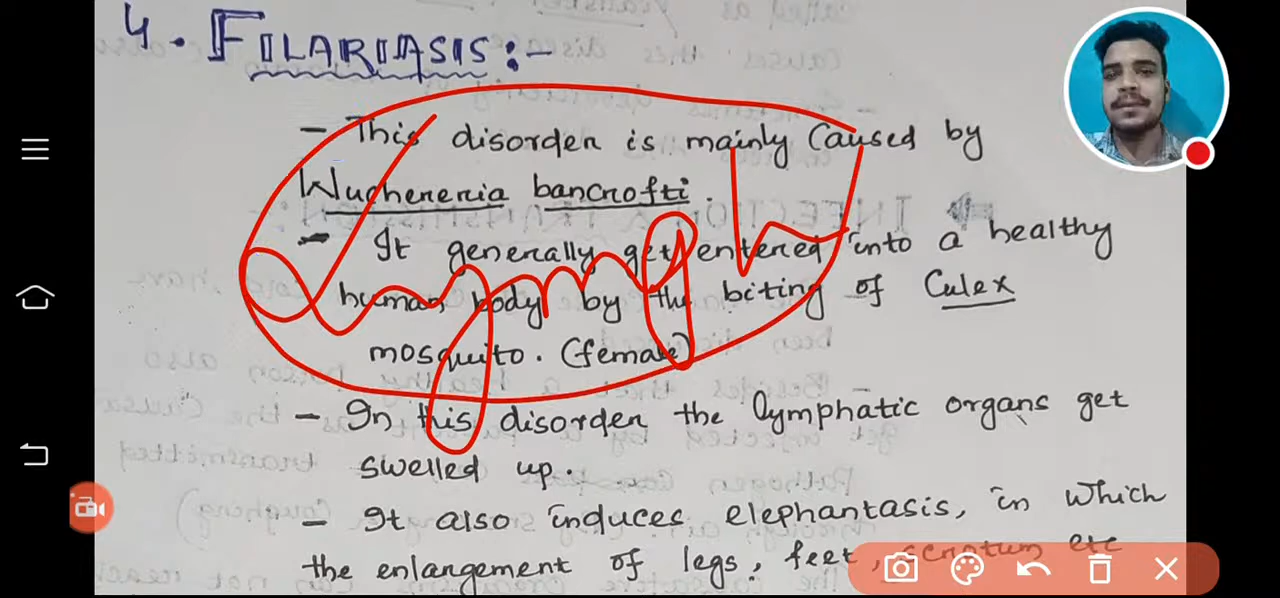 4. FILARIASIS:-
- This disorder is mainly caused by
Wuchereria bancrofti.
- It generally get entered into a healthy
human body by the biting of Culex
mosquito. (female)
Lymph
- In this disorder the lymphatic organs get
swelled up.
- It also induces elephantasis, in which
the enlargement of legs, feet, scrotum etc